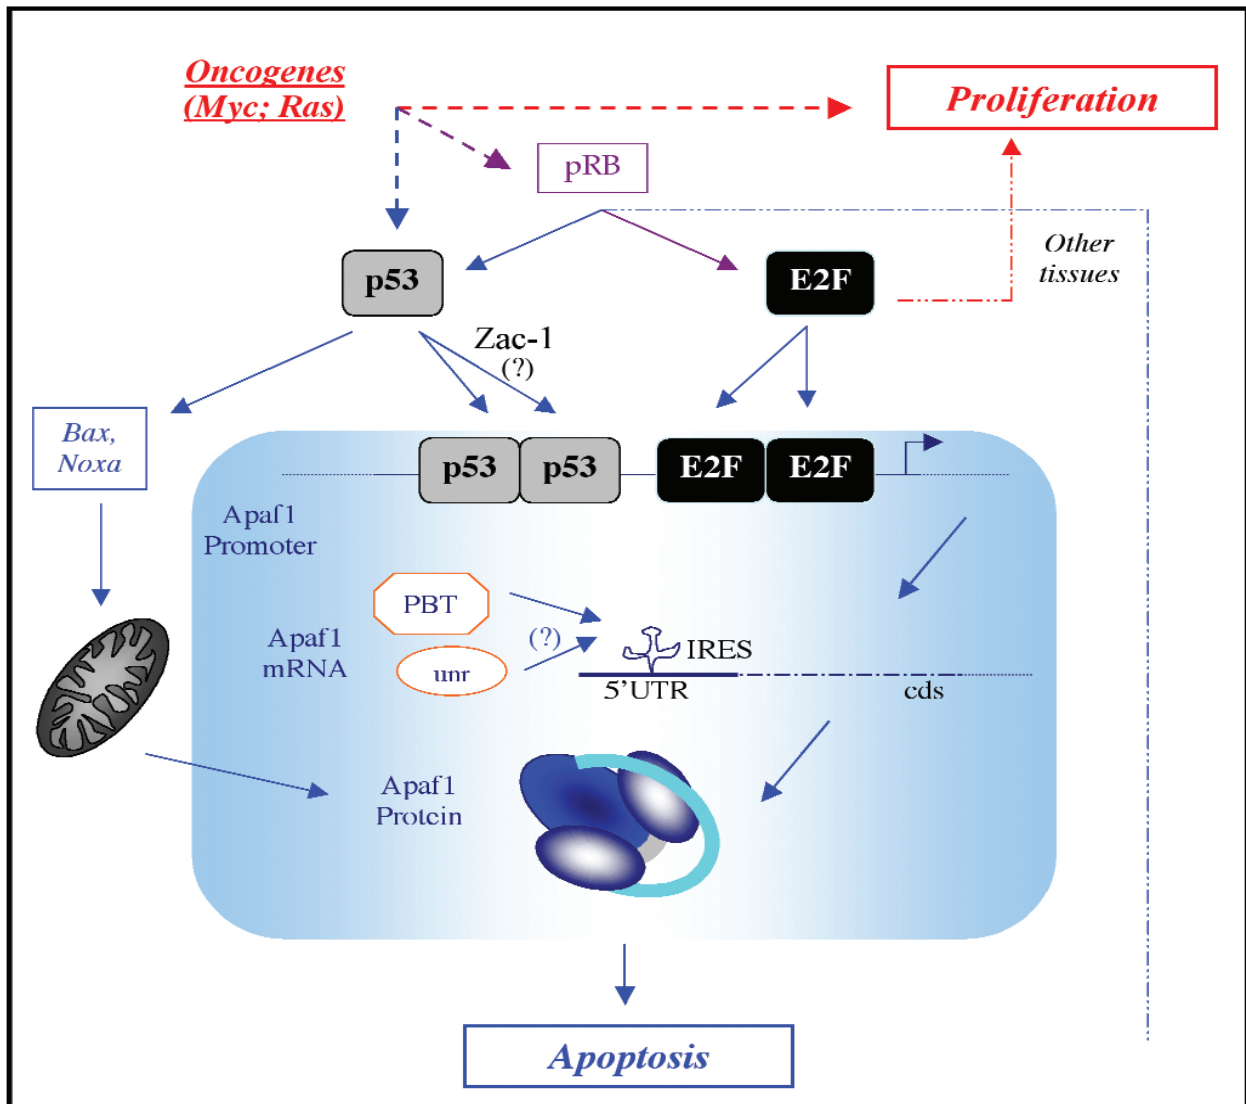 Oncogenes
(Myc; Ras)
Proliferation
pRB
Other
tissues
p53
E2F
Zac-1
(?)
Bax,
Noxa
p53
p53
E2F
E2F
Apaf1
Promoter
PBT
(?)
Apaf1
mRNA
unr
IRES
5'UTR
cds
Apaf1
Protein
Apoptosis